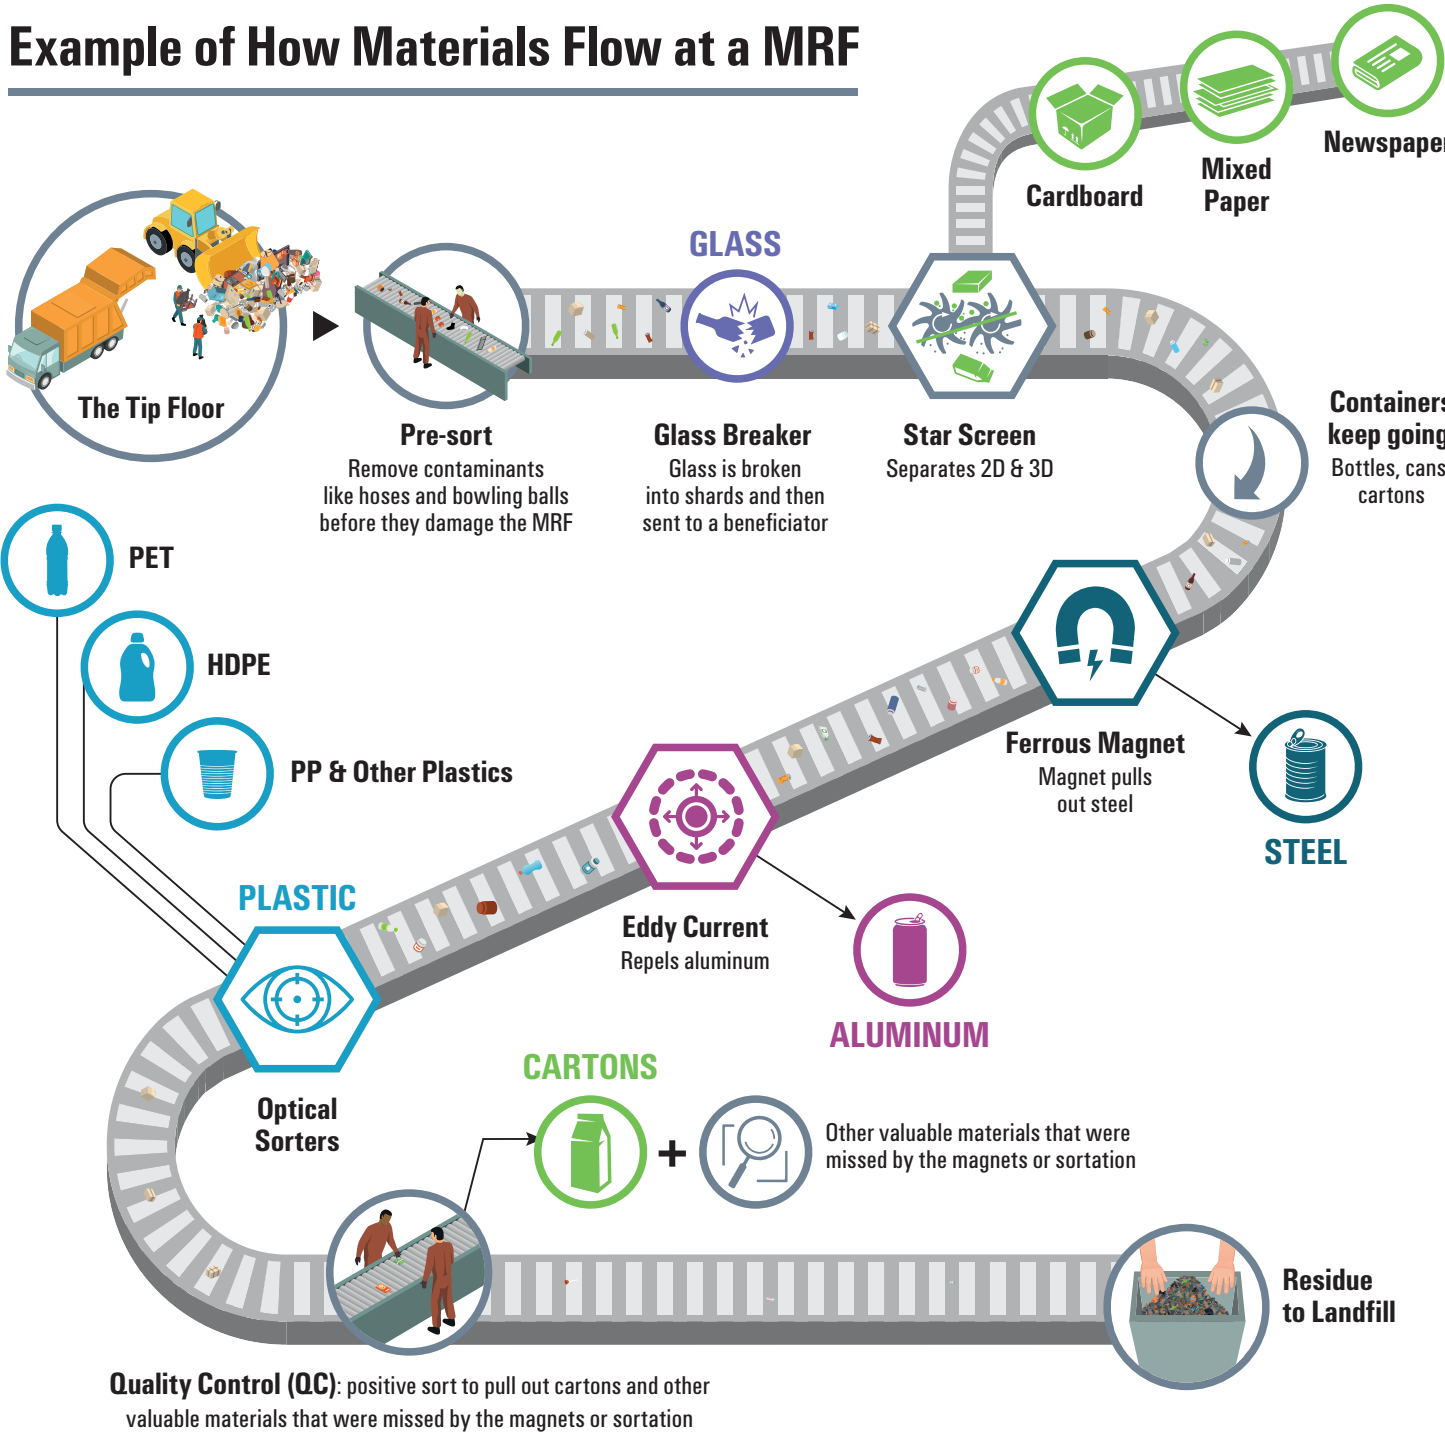 Example of How Materials Flow at a MRF
Cardboard
Mixed
Paper
Newspaper
The Tip Floor
Pre-sort
Remove contaminants
like hoses and bowling balls
before they damage the MRF
GLASS
Glass Breaker
Glass is broken
into shards and then
sent to a beneficiator
Star Screen
Separates 2D & 3D
Containers
keep going
Bottles, cans
cartons
Ferrous Magnet
Magnet pulls
out steel
STEEL
Eddy Current
Repels aluminum
ALUMINUM
PET
HDPE
PP & Other Plastics
PLASTIC
Optical
Sorters
CARTONS
+
Other valuable materials that were
missed by the magnets or sortation
Quality Control (QC): positive sort to pull out cartons and other
valuable materials that were missed by the magnets or sortation
Residue
to Landfill